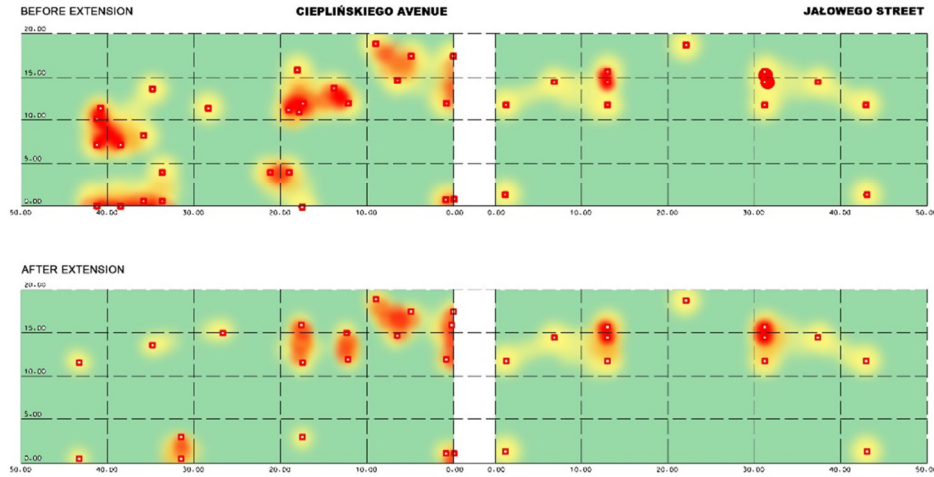 BEFORE EXTENSION
CIEPLIŃSKIEGO AVENUE
JAŁOWEGO STREET
20.00
15.00
10.00
5.00
0.00
50.00 40.00 30.00 20.00 10.00 0.00 0.00 10.00 20.00 30.00 40.00 50.00
AFTER EXTENSION
20.00
15.00
10.00
5.00
0.00
50.00 40.00 30.00 20.00 10.00 0.00 0.00 10.00 20.00 30.00 40.00 50.00